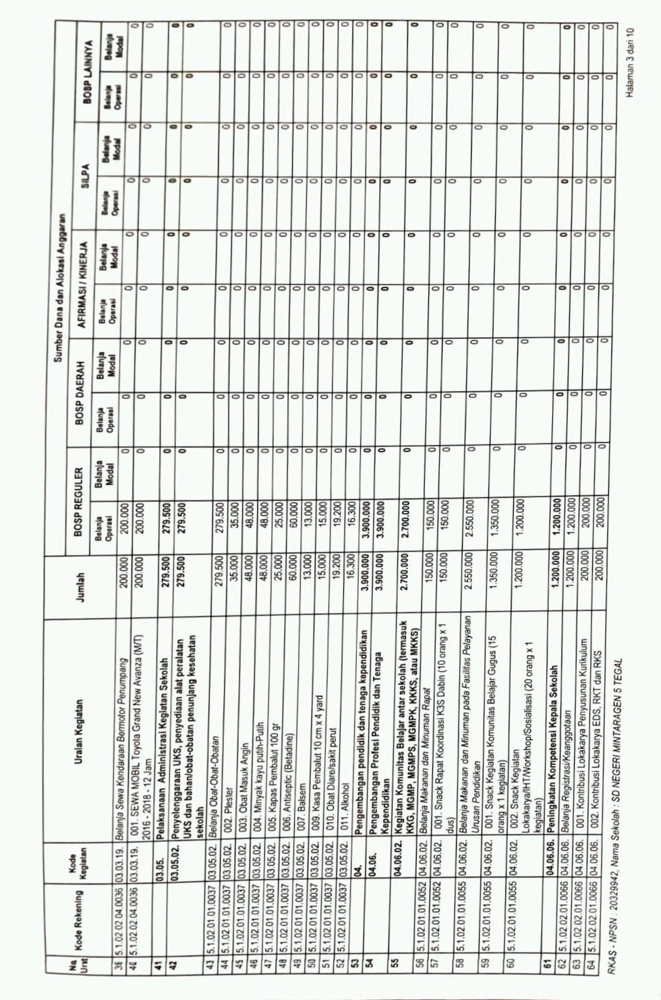 Sumber Dana dan Alokasi Anggaran
No Urut | Kode Rekening | Kode Kegiatan | Uraian Kegiatan | Jumlah | BOSP REGULER | BOSP DAERAH | AFIRMASI / KINERJA | SiLPA | BOSP LAINNYA
Belanja Operasi | Belanja Modal | Belanja Operasi | Belanja Modal | Belanja Operasi | Belanja Modal | Belanja Operasi | Belanja Modal | Belanja Operasi | Belanja Modal
39 | 5.1.02.02.04.0036 | 03.03.19. | Belanja Sewa Kendaraan Bermotor Penumpang | 200.000 | 200.000 | 0 | 0 | 0 | 0 | 0 | 0 | 0 | 0 | 0
40 | 5.1.02.02.04.0036 | 03.03.19. | 001. SEWA MOBIL Toyota Grand New Avanza (M/T) 2016 - 2018 - 12 Jam | 200.000 | 200.000 | 0 | 0 | 0 | 0 | 0 | 0 | 0 | 0 | 0
41 | 03.05. | Pelaksanaan Administrasi Kegiatan Sekolah | 279.500 | 279.500 | 0 | 0 | 0 | 0 | 0 | 0 | 0 | 0 | 0
42 | 03.05.02. | Penyelenggaraan UKS, penyediaan alat peralatan UKS dan bahan/obat-obatan penunjang kesehatan sekolah | 279.500 | 279.500 | 0 | 0 | 0 | 0 | 0 | 0 | 0 | 0 | 0
43 | 5.1.02.01.01.0037 | 03.05.02. | Belanja Obat-Obat-Obatan | 279.500 | 279.500 | 0 | 0 | 0 | 0 | 0 | 0 | 0 | 0 | 0
44 | 5.1.02.01.01.0037 | 03.05.02. | 002. Plester | 35.000 | 35.000 | 0 | 0 | 0 | 0 | 0 | 0 | 0 | 0 | 0
45 | 5.1.02.01.01.0037 | 03.05.02. | 003. Obat Masuk Angin | 48.000 | 48.000 | 0 | 0 | 0 | 0 | 0 | 0 | 0 | 0 | 0
46 | 5.1.02.01.01.0037 | 03.05.02. | 004. Minyak kayu putih-Putih | 48.000 | 48.000 | 0 | 0 | 0 | 0 | 0 | 0 | 0 | 0 | 0
47 | 5.1.02.01.01.0037 | 03.05.02. | 005. Kapas Pembalut 100 gr | 25.000 | 25.000 | 0 | 0 | 0 | 0 | 0 | 0 | 0 | 0 | 0
48 | 5.1.02.01.01.0037 | 03.05.02. | 006. Antiseptic (Betadine) | 60.000 | 60.000 | 0 | 0 | 0 | 0 | 0 | 0 | 0 | 0 | 0
49 | 5.1.02.01.01.0037 | 03.05.02. | 007. Balsem | 13.000 | 13.000 | 0 | 0 | 0 | 0 | 0 | 0 | 0 | 0 | 0
50 | 5.1.02.01.01.0037 | 03.05.02. | 009. Kasa Pembalut 10 cm x 4 yard | 15.000 | 15.000 | 0 | 0 | 0 | 0 | 0 | 0 | 0 | 0 | 0
51 | 5.1.02.01.01.0037 | 03.05.02. | 010. Obat Diare/sakit perut | 19.200 | 19.200 | 0 | 0 | 0 | 0 | 0 | 0 | 0 | 0 | 0
52 | 5.1.02.01.01.0037 | 03.05.02. | 011. Alkohol | 16.300 | 16.300 | 0 | 0 | 0 | 0 | 0 | 0 | 0 | 0 | 0
53 | 04. | Pengembangan pendidik dan tenaga kependidikan | 3.900.000 | 3.900.000 | 0 | 0 | 0 | 0 | 0 | 0 | 0 | 0 | 0
54 | 04.06. | Pengembangan Profesi Pendidik dan Tenaga Kependidikan | 3.900.000 | 3.900.000 | 0 | 0 | 0 | 0 | 0 | 0 | 0 | 0 | 0
55 | 04.06.02. | Kegiatan Komunitas Belajar antar sekolah (termasuk KKG, MGMP, MGMPS, MGMPK, KKKS, atau MKKS) | 2.700.000 | 2.700.000 | 0 | 0 | 0 | 0 | 0 | 0 | 0 | 0 | 0
56 | 5.1.02.01.01.0052 | 04.06.02. | Belanja Makanan dan Minuman Rapat | 150.000 | 150.000 | 0 | 0 | 0 | 0 | 0 | 0 | 0 | 0 | 0
57 | 5.1.02.01.01.0052 | 04.06.02. | 001. Snack Rapat Koordinasi K3S Dabin (10 orang x 1 dus) | 150.000 | 150.000 | 0 | 0 | 0 | 0 | 0 | 0 | 0 | 0 | 0
58 | 5.1.02.01.01.0055 | 04.06.02. | Belanja Makanan dan Minuman pada Fasilitas Pelayanan Urusan Pendidikan | 2.550.000 | 2.550.000 | 0 | 0 | 0 | 0 | 0 | 0 | 0 | 0 | 0
59 | 5.1.02.01.01.0055 | 04.06.02. | 001. Snack Kegiatan Komunitas Belajar Gugus (15 orang x 1 kegiatan) | 1.350.000 | 1.350.000 | 0 | 0 | 0 | 0 | 0 | 0 | 0 | 0 | 0
60 | 5.1.02.01.01.0055 | 04.06.02. | 002. Snack Kegiatan Lokakarya/IHT/Workshop/Sosialisasi (20 orang x 1 kegiatan) | 1.200.000 | 1.200.000 | 0 | 0 | 0 | 0 | 0 | 0 | 0 | 0 | 0
61 | 04.06.06. | Peningkatan Kompetensi Kepala Sekolah | 1.200.000 | 1.200.000 | 0 | 0 | 0 | 0 | 0 | 0 | 0 | 0 | 0
62 | 5.1.02.02.01.0066 | 04.06.06. | Belanja Registrasi/Keanggotaan | 1.200.000 | 1.200.000 | 0 | 0 | 0 | 0 | 0 | 0 | 0 | 0 | 0
63 | 5.1.02.02.01.0066 | 04.06.06. | 001. Kontribusi Lokakarya Penyusunan Kurikulum | 200.000 | 200.000 | 0 | 0 | 0 | 0 | 0 | 0 | 0 | 0 | 0
64 | 5.1.02.02.01.0066 | 04.06.06. | 002. Kontribusi Lokakarya EDS, RKT dan RKS | 200.000 | 200.000 | 0 | 0 | 0 | 0 | 0 | 0 | 0 | 0 | 0
RKAS - NPSN : 20329942, Nama Sekolah : SD NEGERI MINTARAGEN 5 TEGAL
Halaman 3 dari 10